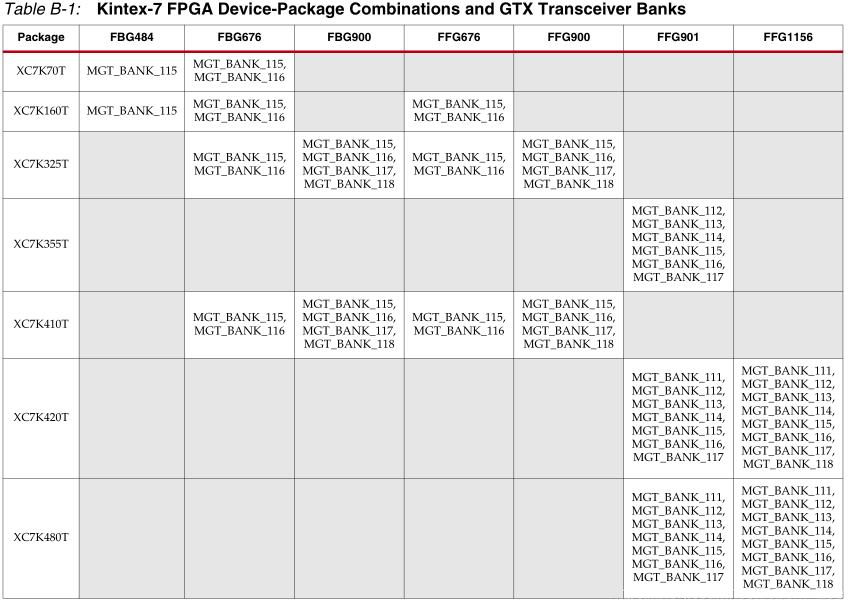 Table B-1: Kintex-7 FPGA Device-Package Combinations and GTX Transceiver Banks
Package FBG484 FBG676 FBG900 FFG676 FFG900 FFG901 FFG1156
XC7K70T
MGT_BANK_115
MGT_BANK_115,
MGT_BANK_116
XC7K160T
MGT_BANK_115
MGT_BANK_115,
MGT_BANK_116
MGT_BANK_115,
MGT_BANK_116
XC7K325T
MGT_BANK_115,
MGT_BANK_116
MGT_BANK_115,
MGT_BANK_116,
MGT_BANK_117,
MGT_BANK_118
MGT_BANK_115,
MGT_BANK_116
MGT_BANK_115,
MGT_BANK_116,
MGT_BANK_117,
MGT_BANK_118
XC7K355T
MGT_BANK_112,
MGT_BANK_113,
MGT_BANK_114,
MGT_BANK_115,
MGT_BANK_116,
MGT_BANK_117
XC7K410T
MGT_BANK_115,
MGT_BANK_116
MGT_BANK_115,
MGT_BANK_116,
MGT_BANK_117,
MGT_BANK_118
MGT_BANK_115,
MGT_BANK_116
MGT_BANK_115,
MGT_BANK_116,
MGT_BANK_117,
MGT_BANK_118
XC7K420T
MGT_BANK_111,
MGT_BANK_112,
MGT_BANK_113,
MGT_BANK_114,
MGT_BANK_115,
MGT_BANK_116,
MGT_BANK_117
MGT_BANK_111,
MGT_BANK_112,
MGT_BANK_113,
MGT_BANK_114,
MGT_BANK_115,
MGT_BANK_116,
MGT_BANK_117,
MGT_BANK_118
XC7K480T
MGT_BANK_111,
MGT_BANK_112,
MGT_BANK_113,
MGT_BANK_114,
MGT_BANK_115,
MGT_BANK_116,
MGT_BANK_117
MGT_BANK_111,
MGT_BANK_112,
MGT_BANK_113,
MGT_BANK_114,
MGT_BANK_115,
MGT_BANK_116,
MGT_BANK_117,
MGT_BANK_118